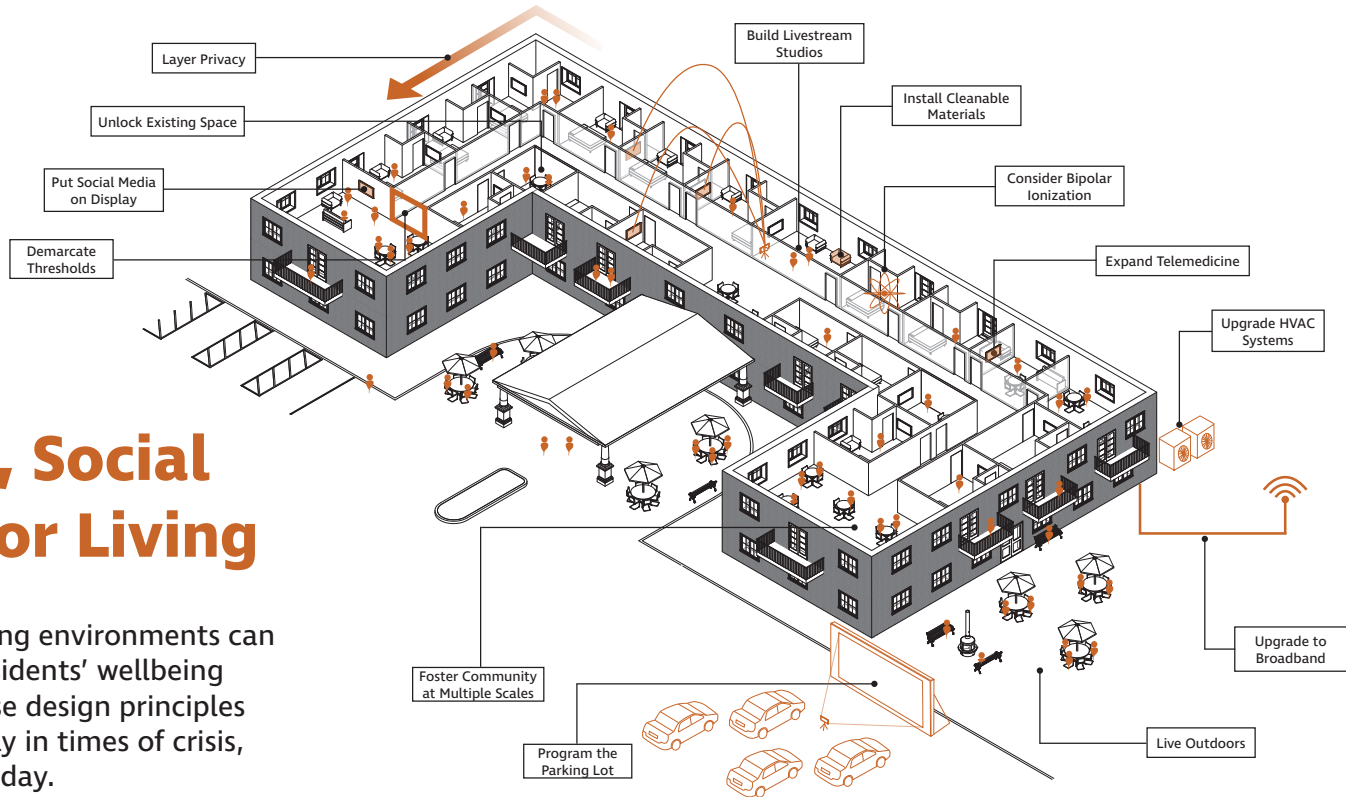 Layer Privacy
Build Livestream
Studios
Unlock Existing Space
Install Cleanable
Materials
Put Social Media
on Display
Consider Bipolar
Ionization
Demarcate
Thresholds
Expand Telemedicine
Upgrade HVAC
Systems
, Social
or Living
ng environments can
idents’ wellbeing
se design principles
y in times of crisis,
day.
Foster Community
at Multiple Scales
Upgrade to
Broadband
Program the
Parking Lot
Live Outdoors